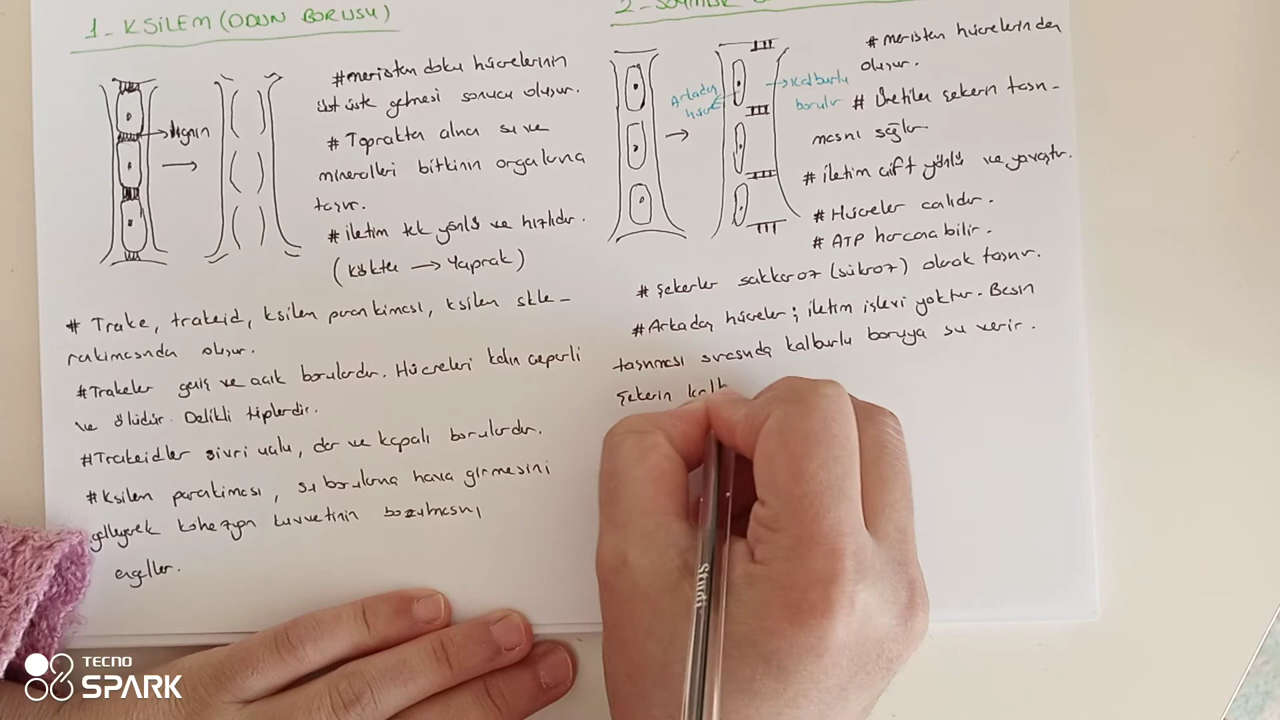 1- KSİLEM (ODUN BORUSU)
lignin
#meristem doku hücrelerinin
üst üste gelmesi sonucu oluşur.
# Topraktan alınan su ve
mineralleri bitkinin organlarına
taşır.
# iletim tek yönlü ve hızlıdır.
(Kökten → Yaprak)
# Trake, trakeid, ksilem parankiması, ksilem skle-
rankimasında oluşur.
#Trakeler geniş ve açık borulardır. Hücreleri kalın çeperli
ve ölüdür. Delikli tiplerdir.
#Trakeidler sivri uçlu, dar ve kapalı borulardır.
#Ksilem parankiması, su borularına hava girmesini
engelleyerek kohezyon kuvvetinin bozulmasını
engeller.
2- SOYMUK
Arkadaş
hücre
Kalburlu
borular
# meristem hücrelerinden
oluşur.
# Üretilen şekerin taşın-
masını sağlar.
# iletim çift yönlü ve yavaştır.
# Hücreler canlıdır.
# ATP harcanabilir.
# Şekerler sakkaroz (sükroz) olarak taşınır.
#Arkadaş hücreler; iletim işlevi yoktur. Besin
taşınması sırasında kalburlu boruya su verir.
Şekerin kalb
Studi
TECNO
SPARK